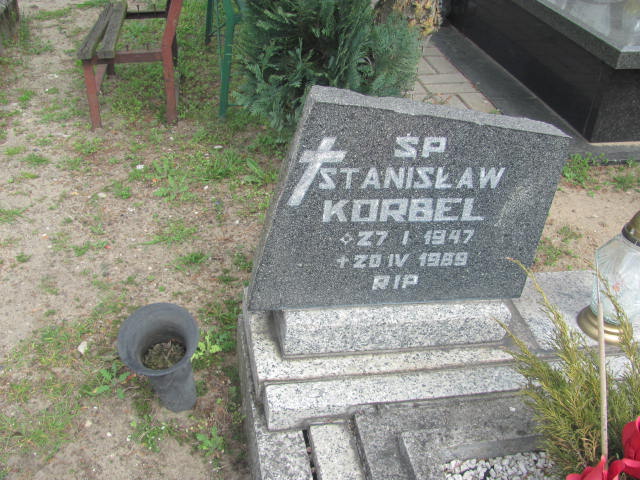 ŚP
STANISŁAW
KORBEL
27 I 1947
+ 20 IV 1989
RIP